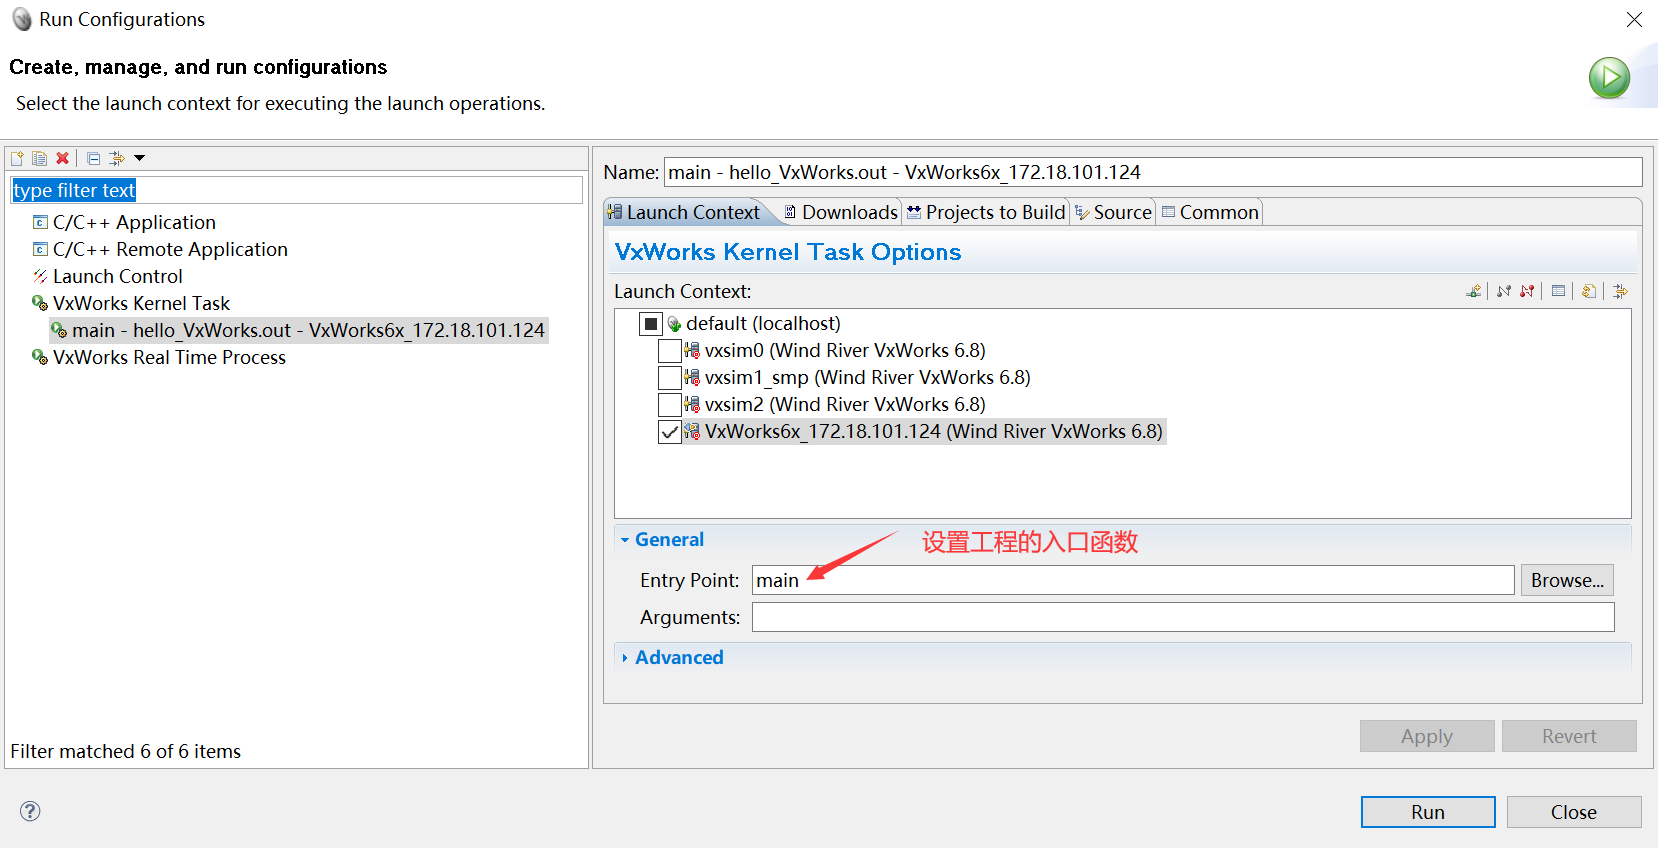 Run Configurations
Create, manage, and run configurations
Select the launch context for executing the launch operations.
type filter text
C/C++ Application
C/C++ Remote Application
Launch Control
VxWorks Kernel Task
main - hello_VxWorks.out - VxWorks6x_172.18.101.124
VxWorks Real Time Process
Filter matched 6 of 6 items
Name: main - hello_VxWorks.out - VxWorks6x_172.18.101.124
Launch Context Downloads Projects to Build Source Common
VxWorks Kernel Task Options
Launch Context:
default (localhost)
vxsim0 (Wind River VxWorks 6.8)
vxsim1_smp (Wind River VxWorks 6.8)
vxsim2 (Wind River VxWorks 6.8)
VxWorks6x_172.18.101.124 (Wind River VxWorks 6.8)
General
设置工程的入口函数
Entry Point: main Browse...
Arguments:
Advanced
Apply Revert
Run Close